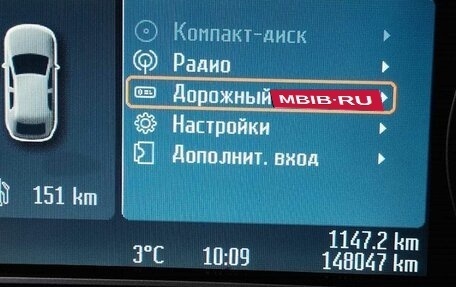 Компакт-диск
Радио
Дорожный MBIB·RU
Настройки
Дополнит. вход
151 km
1147.2 km
3°C 10:09 148047 km